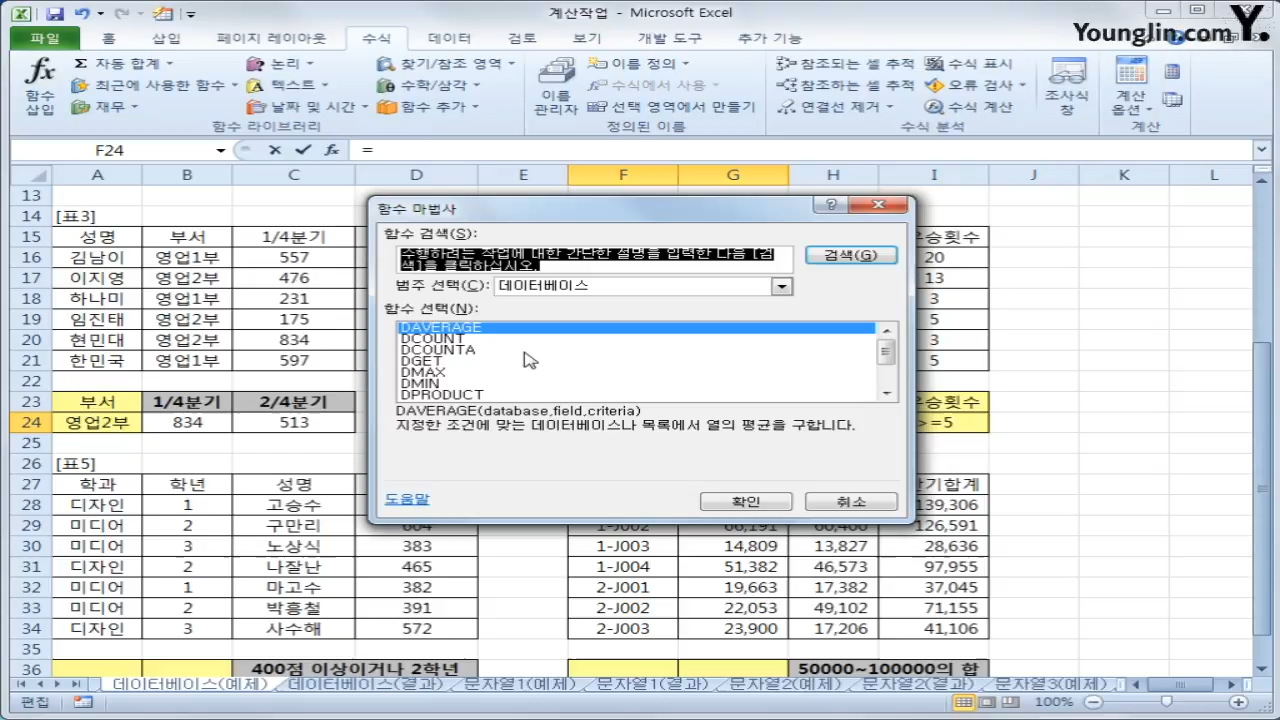 계산작업 - Microsoft Excel
Younglin.com Y.
파일 홈 삽입 페이지 레이아웃 수식 데이터 검토 보기 개발 도구 추가 기능
fx 함수 삽입
Σ 자동 합계 논리 찾기/참조 영역
최근에 사용한 함수 텍스트 수학/삼각
재무 날짜 및 시간 함수 추가
함수 라이브러리
이름 관리자
이름 정의
수식에서 사용
선택 영역에서 만들기
정의된 이름
참조되는 셀 추적 수식 표시
참조하는 셀 추적 오류 검사
연결선 제거 수식 계산
수식 분석
조사식 창
계산 옵션
계산
F24 fx =
A B C D E F G H I J K L
13
14 [표3]
15 성명 부서 1/4분기 승횟수
16 김남이 영업1부 557 20
17 이지영 영업2부 476 13
18 하나미 영업1부 231 3
19 임진태 영업2부 175 5
20 현민대 영업2부 834 3
21 한민국 영업1부 597 5
22
23 부서 1/4분기 2/4분기 승횟수
24 영업2부 834 513 >=5
25
26 [표5]
27 학과 학년 성명 기합계
28 디자인 1 고승수 139,306
29 미디어 2 구만리 604 1-J002 66,191 60,400 126,591
30 미디어 3 노상식 383 1-J003 14,809 13,827 28,636
31 디자인 2 나잘난 465 1-J004 51,382 46,573 97,955
32 미디어 1 마고수 382 2-J001 19,663 17,382 37,045
33 미디어 2 박흥철 391 2-J002 22,053 49,102 71,155
34 디자인 3 사수해 572 2-J003 23,900 17,206 41,106
35
36 400점 이상이거나 2학년 50000~100000의 합
함수 마법사
함수 검색(S):
수행하려는 작업에 대한 간단한 설명을 입력한 다음 [검
색]을 클릭하십시오.
검색(G)
범주 선택(C): 데이터베이스
함수 선택(N):
DAVERAGE
DCOUNT
DCOUNTA
DGET
DMAX
DMIN
DPRODUCT
DAVERAGE(database,field,criteria)
지정한 조건에 맞는 데이터베이스나 목록에서 열의 평균을 구합니다.
도움말 확인 취소
데이터베이스(예제) 데이터베이스(결과) 문자열1(예제) 문자열1(결과) 문자열2(예제) 문자열2(결과) 문자열3(예제)
편집 100%